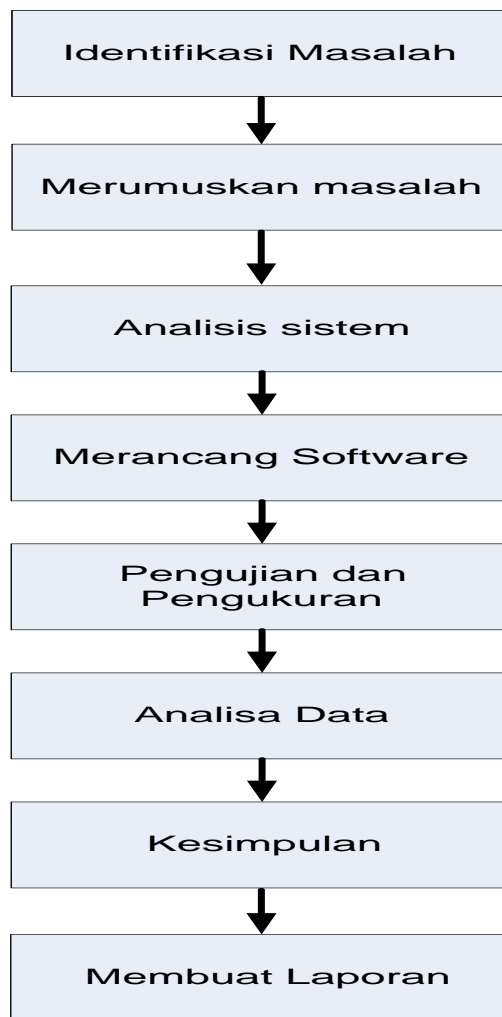 Identifikasi Masalah
Merumuskan masalah
Analisis sistem
Merancang Software
Pengujian dan
Pengukuran
Analisa Data
Kesimpulan
Membuat Laporan